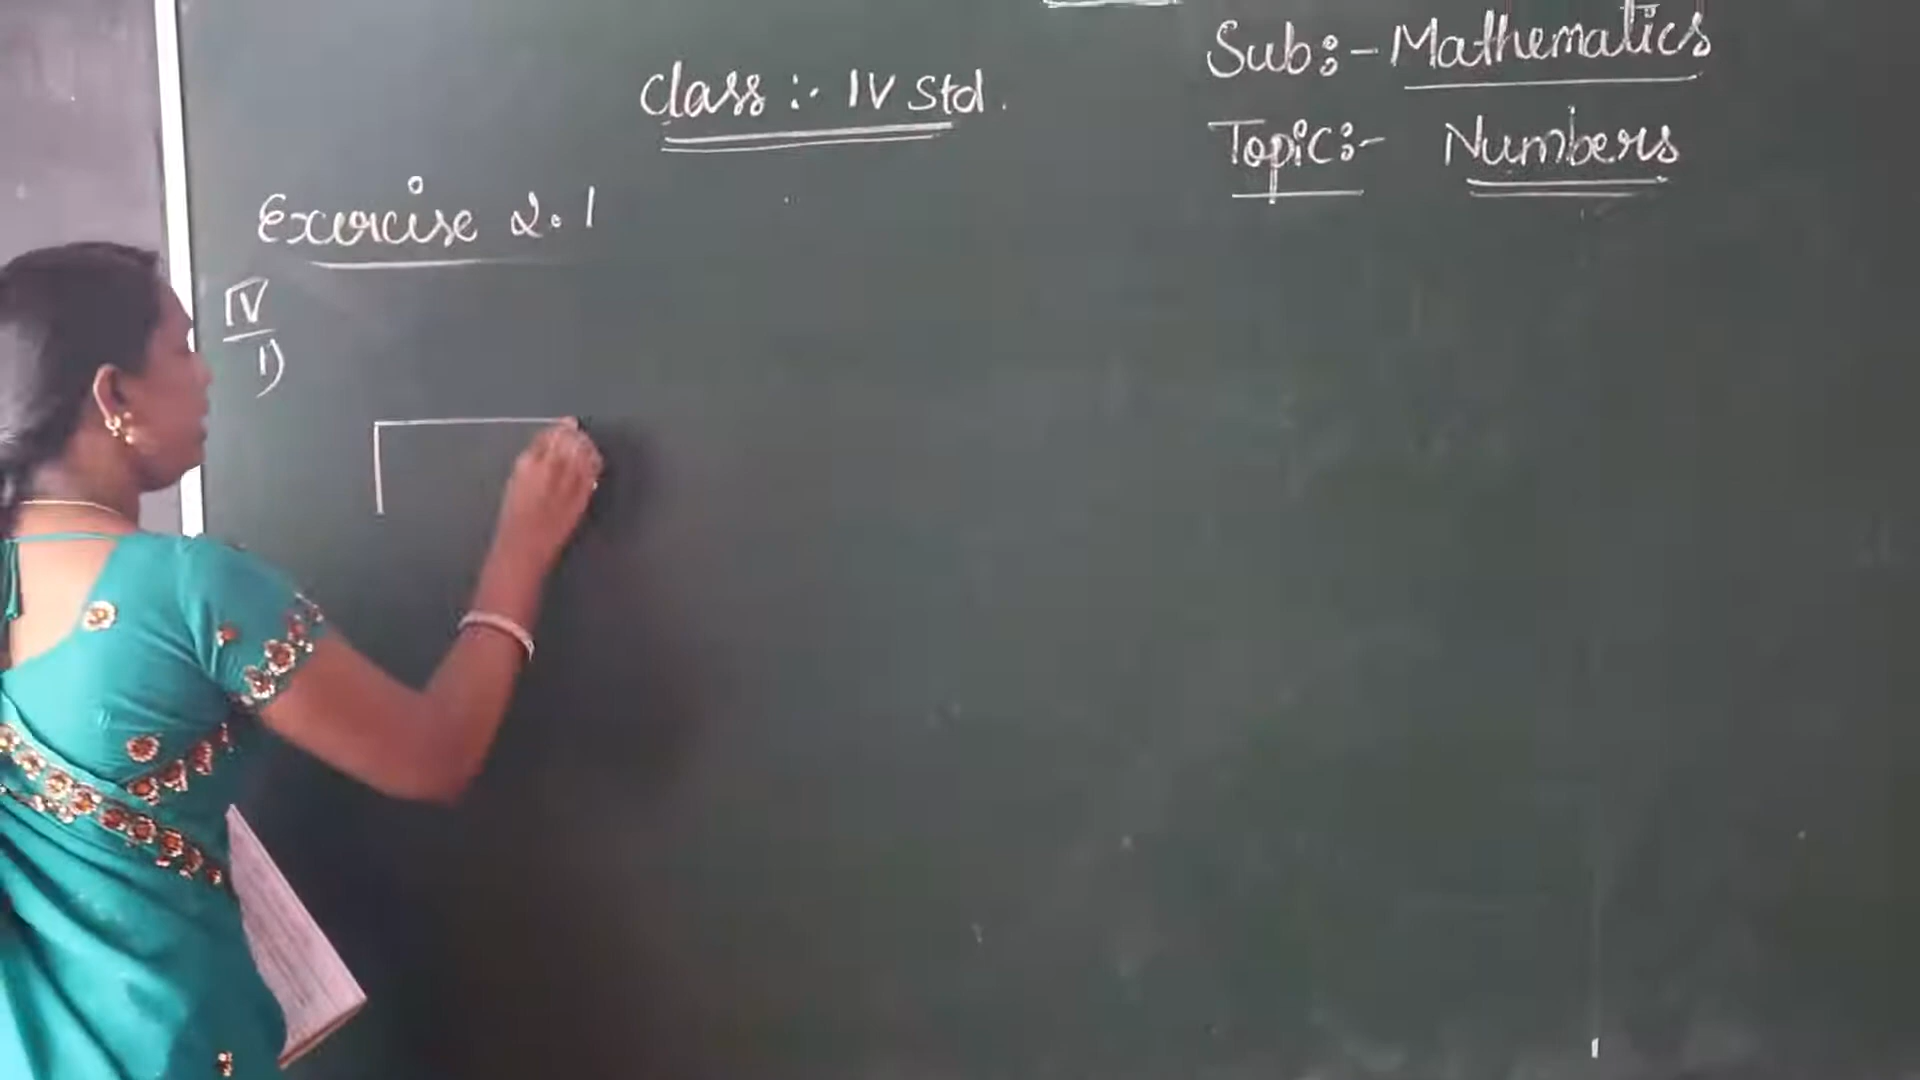 Sub:- Mathematics
Class :- IV Std.
Topic:- Numbers
Exercise 2.1
IV
1)